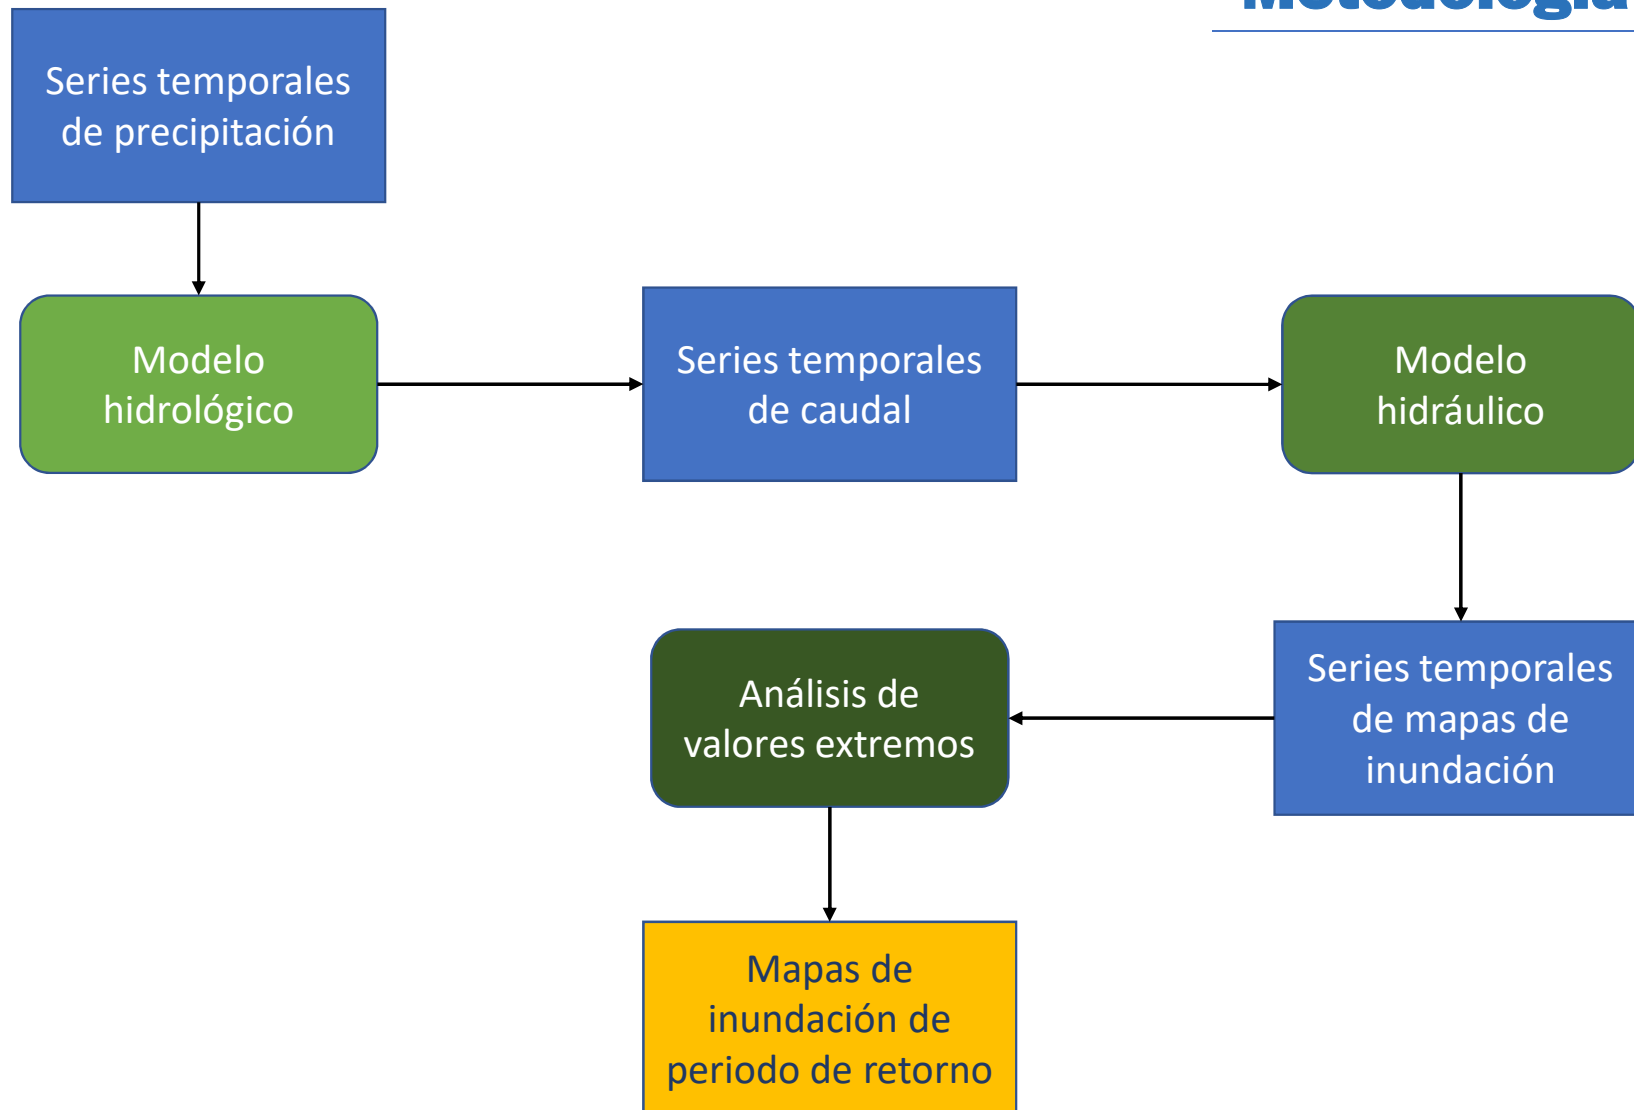 Metodología
Series temporales
de precipitación
Modelo
hidrológico
Series temporales
de caudal
Modelo
hidráulico
Series temporales
de mapas de
inundación
Análisis de
valores extremos
Mapas de
inundación de
periodo de retorno